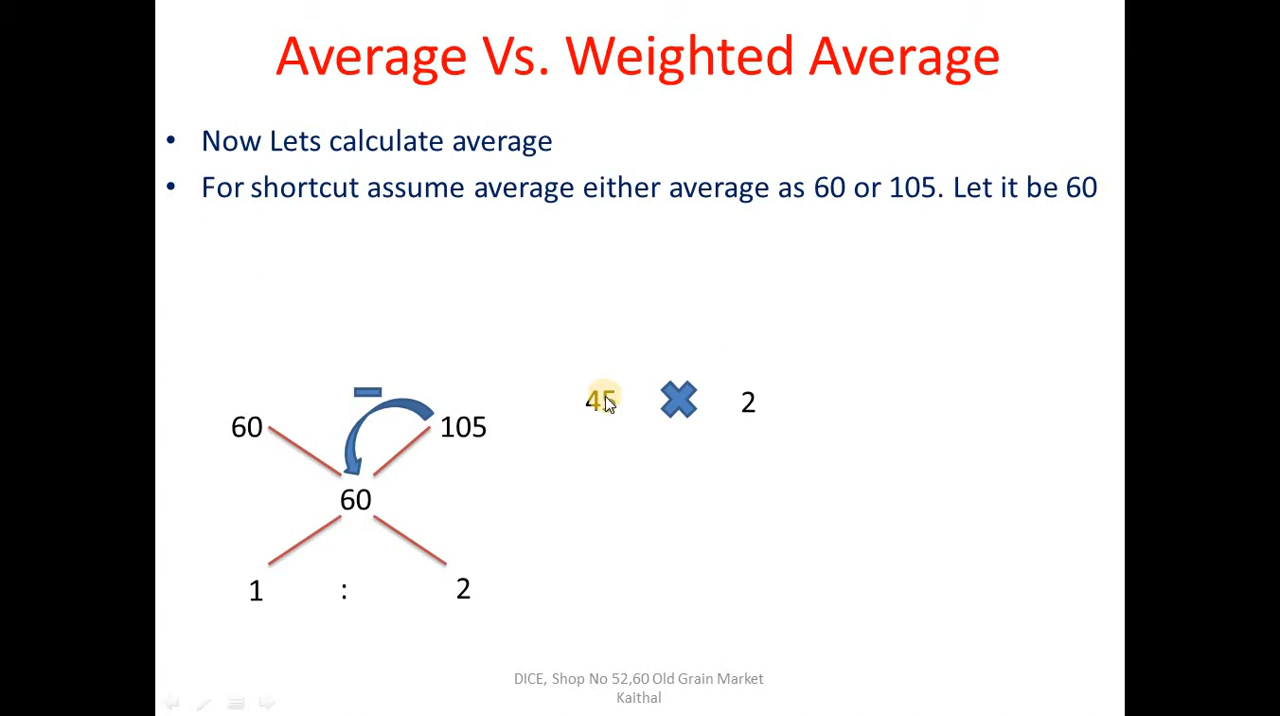 Average Vs. Weighted Average
• Now Lets calculate average
• For shortcut assume average either average as 60 or 105. Let it be 60
45 2
60 105
60
1 : 2
DICE, Shop No 52,60 Old Grain Market
Kaithal